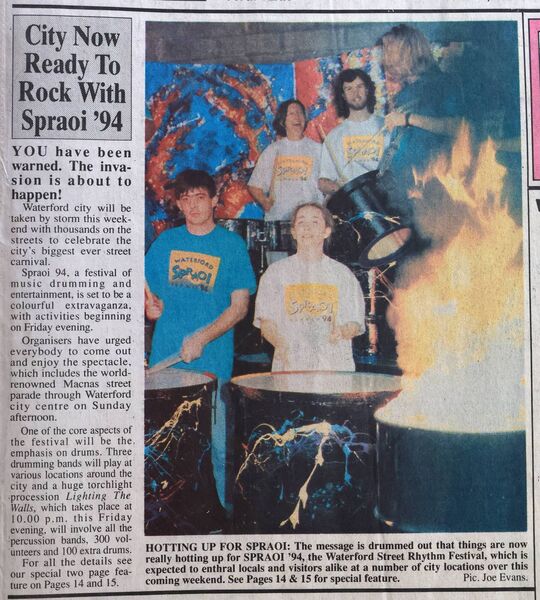 City Now
Ready To
Rock With
Spraoi '94
YOU have been
warned. The inva-
sion is about to
happen!
Waterford city will be
taken by storm this week-
end with thousands on the
streets to celebrate the
city's biggest ever street
carnival.
Spraoi 94, a festival of
music drumming and
entertainment, is set to be a
colourful extravaganza,
with activities beginning
on Friday evening.
Organisers have urged
everybody to come out
and enjoy the spectacle,
which includes the world-
renowned Macnas street
parade through Waterford
city centre on Sunday
afternoon.
One of the core aspects of
the festival will be the
emphasis on drums. Three
drumming bands will play at
various locations around the
city and a huge torchlight
procession Lighting The
Walls, which takes place at
10.00 p.m. this Friday
evening, will involve all the
percussion bands, 300 vol-
unteers and 100 extra drums.
For all the details see
our special two page fea-
ture on Pages 14 and 15.
WATERFORD
SPRAOI
WATERFORD
SPRAOI
94
HOTTING UP FOR SPRAOI: The message is drummed out that things are now
really hotting up for SPRAOI '94, the Waterford Street Rhythm Festival, which is
expected to enthral locals and visitors alike at a number of city locations over this
coming weekend. See Pages 14 & 15 for special feature.
Pic. Joe Evans.